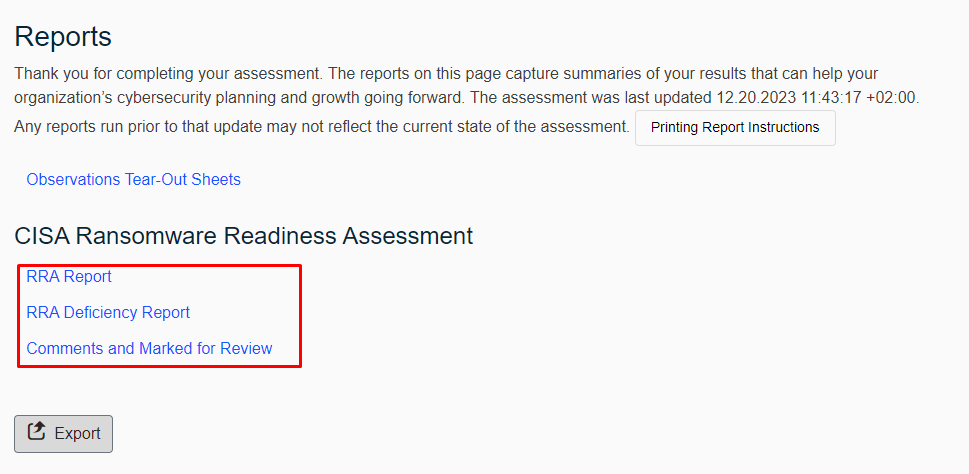 Reports
Thank you for completing your assessment. The reports on this page capture summaries of your results that can help your
organization’s cybersecurity planning and growth going forward. The assessment was last updated 12.20.2023 11:43:17 +02:00.
Any reports run prior to that update may not reflect the current state of the assessment. Printing Report Instructions
Observations Tear-Out Sheets
CISA Ransomware Readiness Assessment
RRA Report
RRA Deficiency Report
Comments and Marked for Review
Export